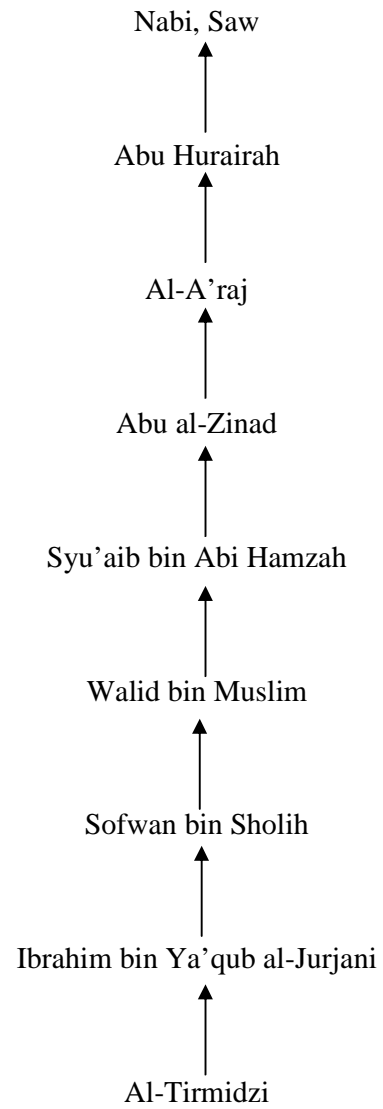 Nabi, Saw
Abu Hurairah
Al-A’raj
Abu al-Zinad
Syu’aib bin Abi Hamzah
Walid bin Muslim
Sofwan bin Sholih
Ibrahim bin Ya’qub al-Jurjani
Al-Tirmidzi